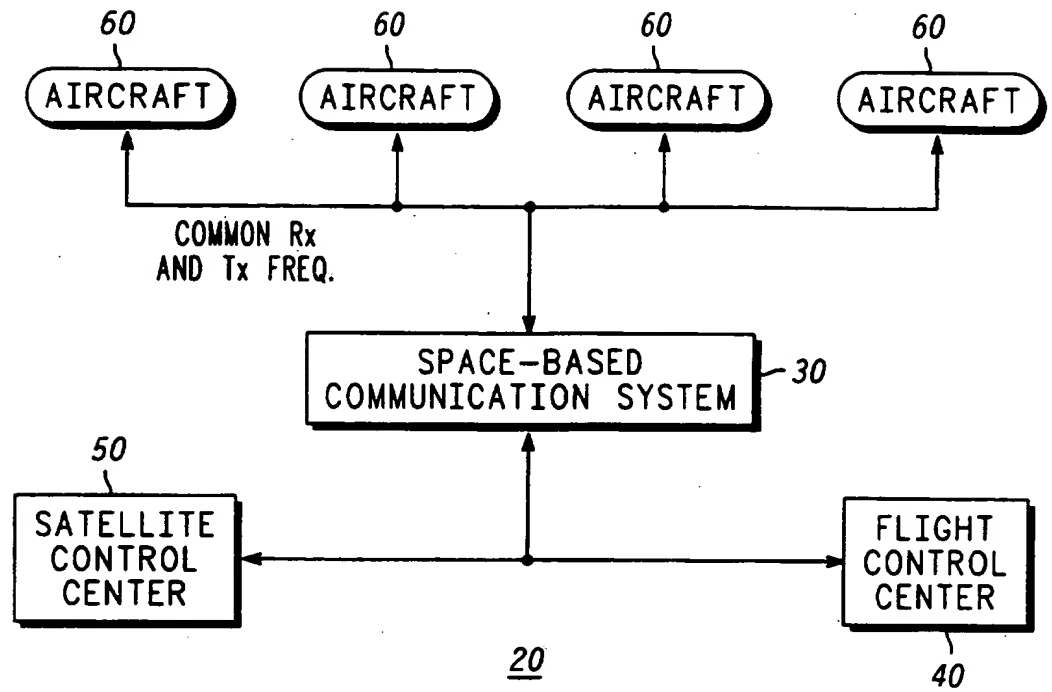 60 60 60 60
AIRCRAFT AIRCRAFT AIRCRAFT AIRCRAFT
COMMON Rx
AND Tx FREQ.
SPACE-BASED
COMMUNICATION SYSTEM
30
50
SATELLITE
CONTROL
CENTER
FLIGHT
CONTROL
CENTER
40
20